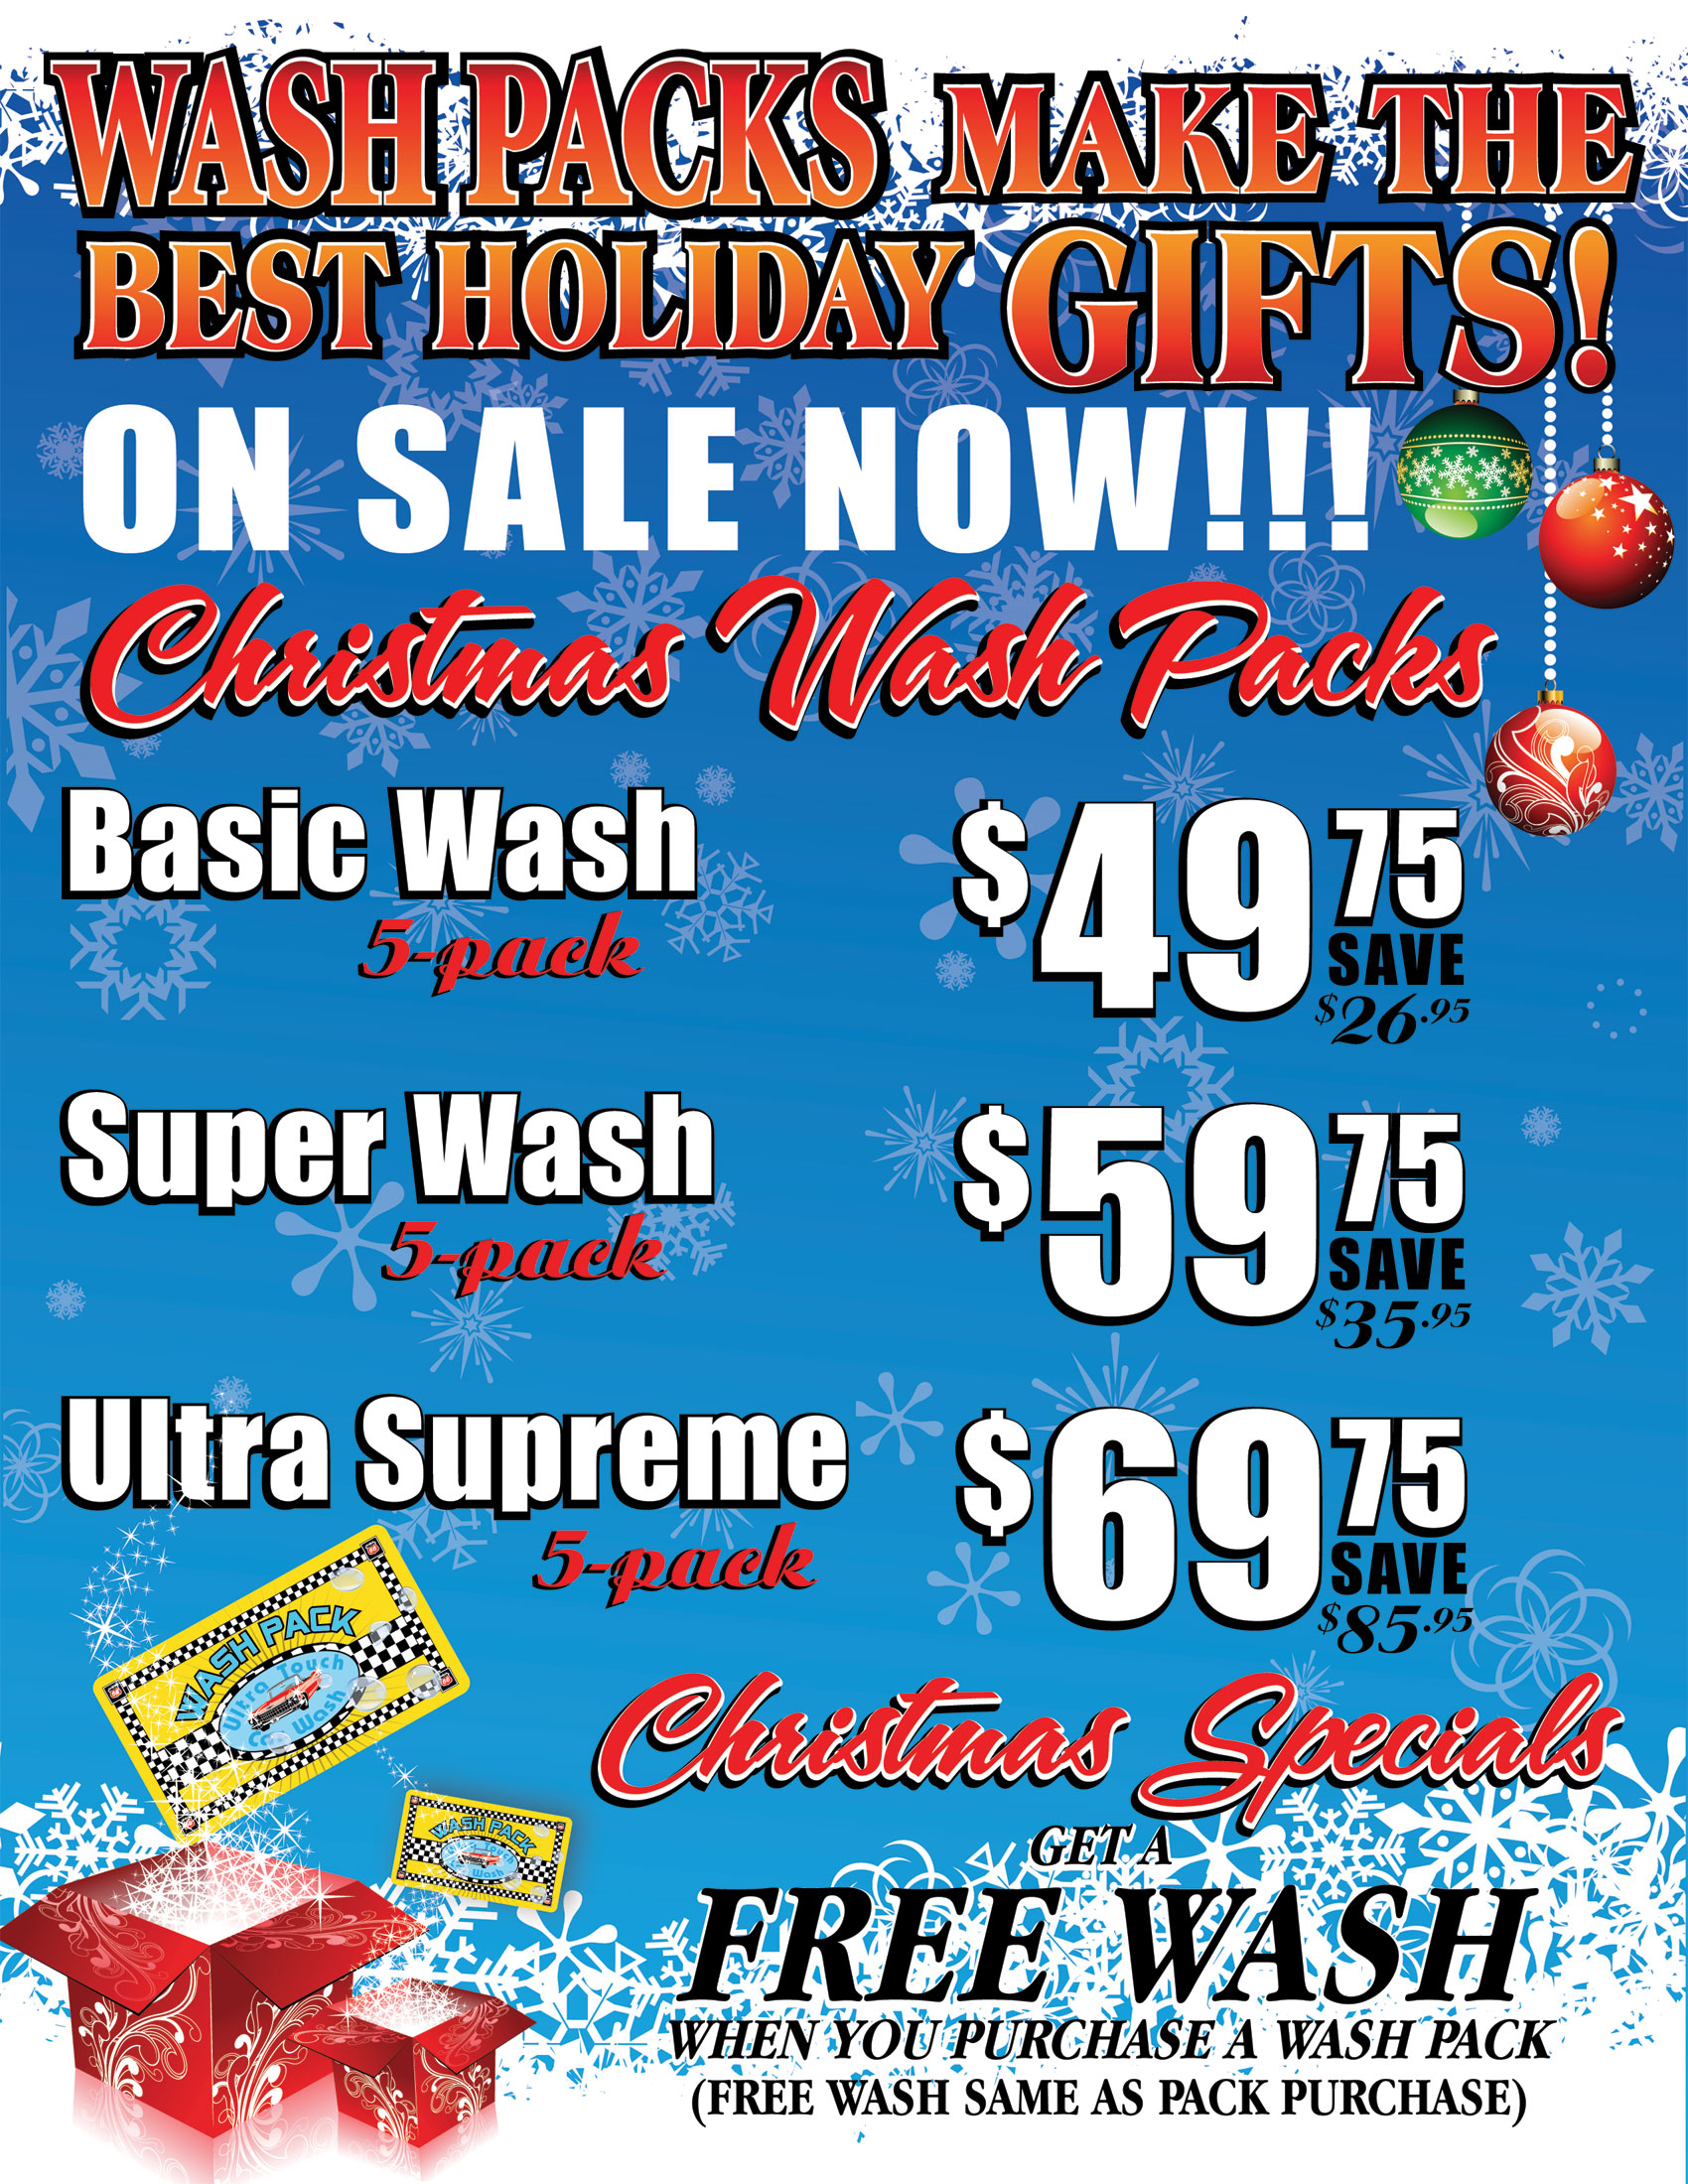 WASH PACKS MAKE THE
BEST HOLIDAY GIFTS!
ON SALE NOW!!!
Christmas Wash Packs
Basic Wash
5-pack
$49 75
SAVE
$26.95
Super Wash
5-pack
$59 75
SAVE
$35.95
Ultra Supreme
5-pack
$69 75
SAVE
$85.95
WASH PACK
Ultra Touch
Car Wash
WASH PACK
Touch
Wash
Christmas Specials
GET A
FREE WASH
WHEN YOU PURCHASE A WASH PACK
(FREE WASH SAME AS PACK PURCHASE)